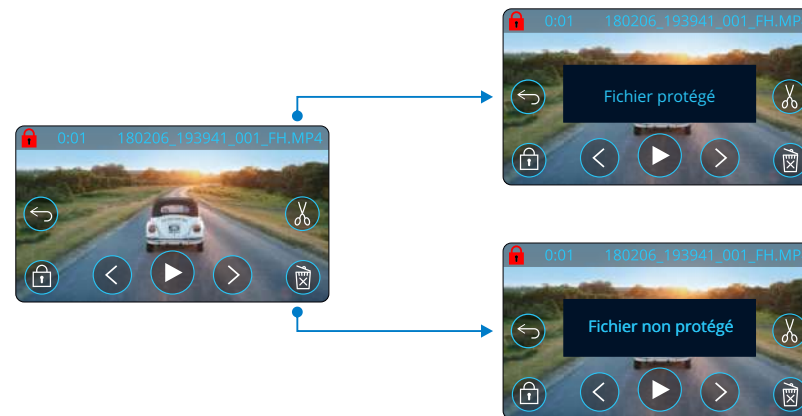 0:01 180206_193941_001_FH.MP4
0:01 180206_193941_001_FH.MP
Fichier protégé
0:01 180206_193941_001_FH.MP
Fichier non protégé